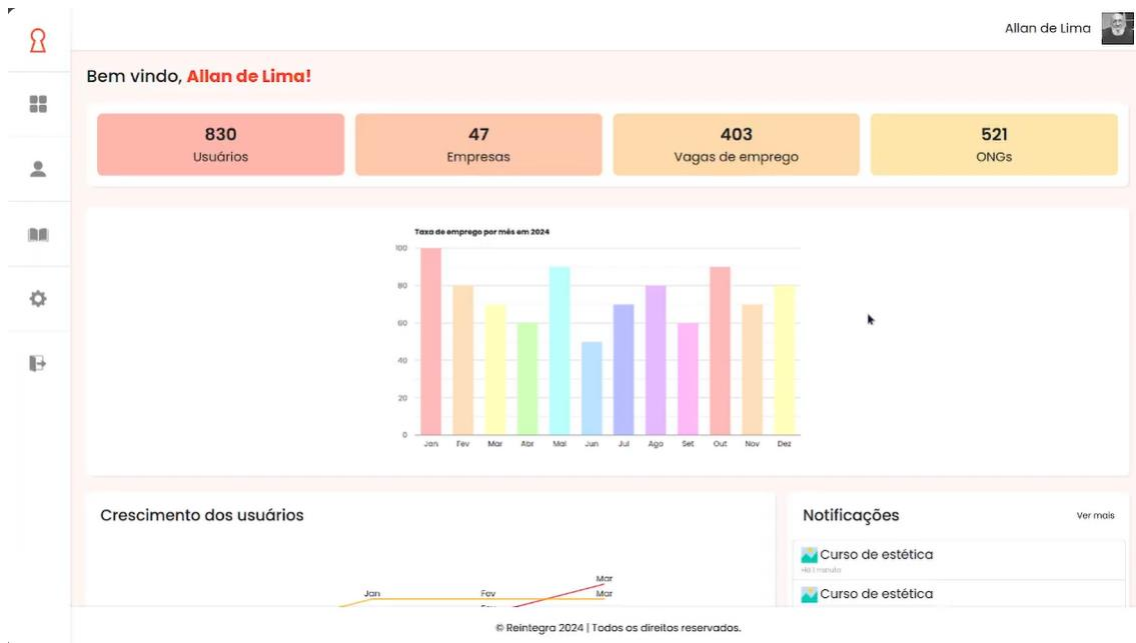 Allan de Lima
Bem vindo, Allan de Lima!
830
Usuários
47
Empresas
403
Vagas de emprego
521
ONGs
Taxa de emprego por mês em 2024
100
80
60
40
20
0
Jan Fev Mar Abr Mai Jun Jul Ago Set Out Nov Dez
Crescimento dos usuários
Mar
Jan Fev Mar
Notificações
Ver mais
Curso de estética
Há 1 minuto
Curso de estética
© Reintegra 2024 | Todos os direitos reservados.